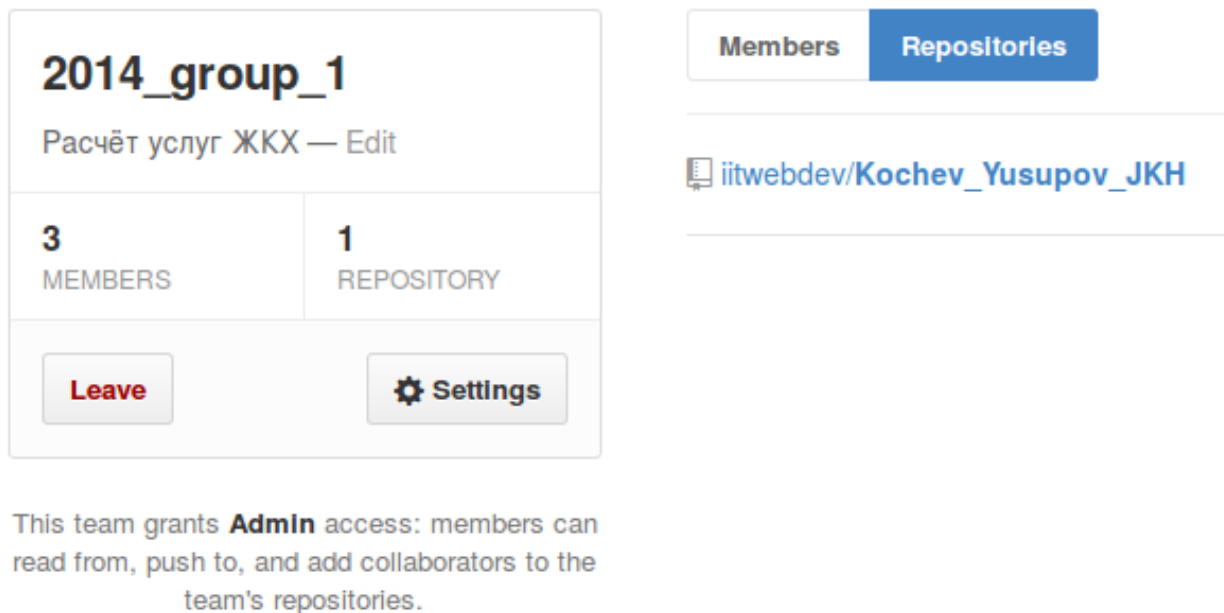 2014_group_1
Расчёт услуг ЖКХ — Edit
3
MEMBERS
1
REPOSITORY
Leave
Settings
This team grants Admin access: members can
read from, push to, and add collaborators to the
team's repositories.
Members
Repositories
iitwebdev/Kochev_Yusupov_JKH